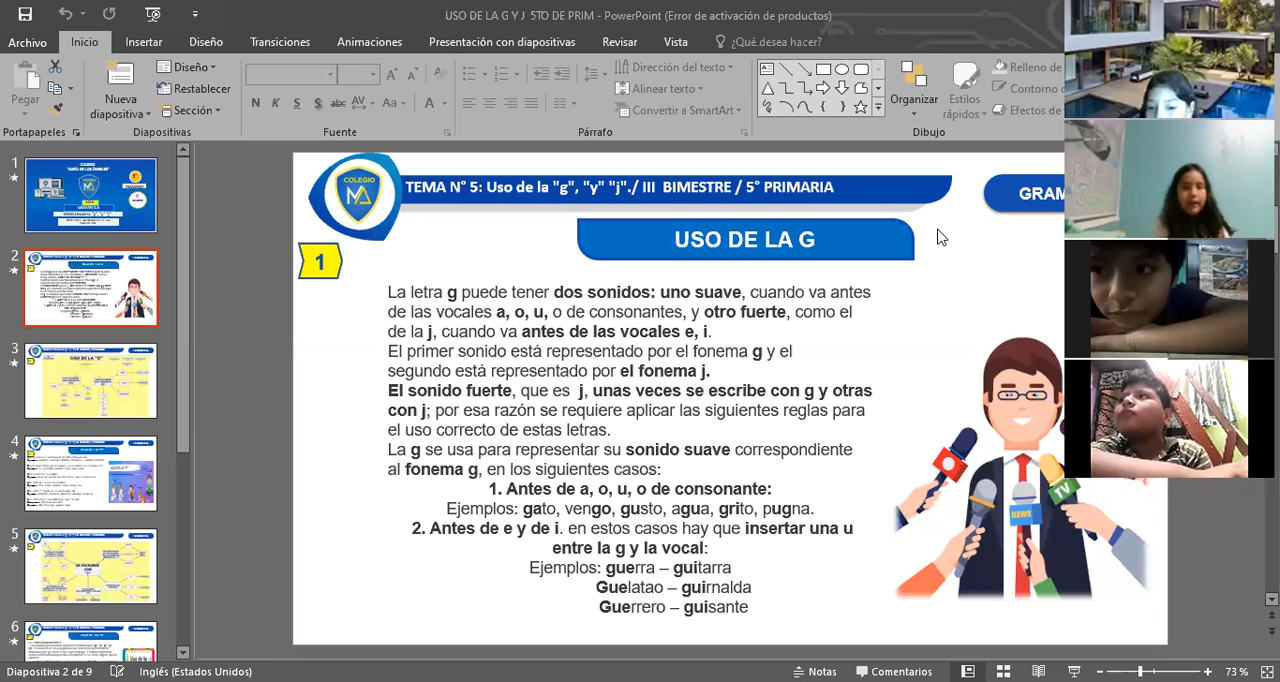 USO DE LA G Y J 5TO DE PRIM - PowerPoint (Error de activación de productos)
Archivo Inicio Insertar Diseño Transiciones Animaciones Presentación con diapositivas Revisar Vista ¿Qué desea hacer?
Pegar
Nueva diapositiva
Diseño
Restablecer
Sección
N K S S abc AV Aa A
Dirección del texto
Alinear texto
Convertir a SmartArt
Organizar
Estilos rápidos
Relleno de
Contorno
Efectos de
Portapapeles Diapositivas Fuente Párrafo Dibujo
1
2
3
4
5
6
COLEGIO
TEMA N° 5: Uso de la "g", "y" "j"./ III BIMESTRE / 5° PRIMARIA
GRAM
USO DE LA G
1
La letra g puede tener dos sonidos: uno suave, cuando va antes
de las vocales a, o, u, o de consonantes, y otro fuerte, como el
de la j, cuando va antes de las vocales e, i.
El primer sonido está representado por el fonema g y el
segundo está representado por el fonema j.
El sonido fuerte, que es j, unas veces se escribe con g y otras
con j; por esa razón se requiere aplicar las siguientes reglas para
el uso correcto de estas letras.
La g se usa para representar su sonido suave correspondiente
al fonema g, en los siguientes casos:
1. Antes de a, o, u, o de consonante:
Ejemplos: gato, vengo, gusto, agua, grito, pugna.
2. Antes de e y de i. en estos casos hay que insertar una u
entre la g y la vocal:
Ejemplos: guerra – guitarra
Guelatao – guirnalda
Guerrero – guisante
NEWS
TV
Diapositiva 2 de 9 Inglés (Estados Unidos) Notas Comentarios 73 %